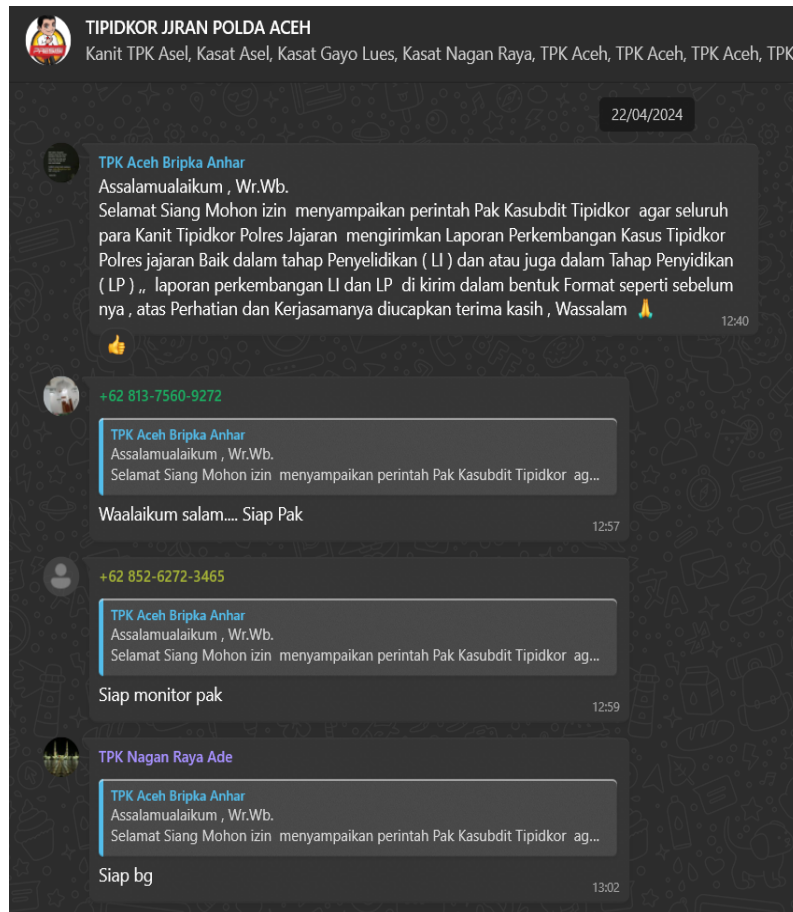 TIPIDKOR JJRAN POLDA ACEH
Kanit TPK Asel, Kasat Asel, Kasat Gayo Lues, Kasat Nagan Raya, TPK Aceh, TPK Aceh, TPK Aceh, TPK
22/04/2024
TPK Aceh Bripka Anhar
Assalamualaikum , Wr.Wb.
Selamat Siang Mohon izin  menyampaikan perintah Pak Kasubdit Tipidkor  agar seluruh
para Kanit Tipidkor Polres Jajaran  mengirimkan Laporan Perkembangan Kasus Tipidkor
Polres jajaran Baik dalam tahap Penyelidikan ( LI ) dan atau juga dalam Tahap Penyidikan
( LP ) ,,  laporan perkembangan LI dan LP  di kirim dalam bentuk Format seperti sebelum
nya , atas Perhatian dan Kerjasamanya diucapkan terima kasih , Wassalam 🙏
12:40
👍
+62 813-7560-9272
TPK Aceh Bripka Anhar
Assalamualaikum , Wr.Wb.
Selamat Siang Mohon izin  menyampaikan perintah Pak Kasubdit Tipidkor  ag...
Waalaikum salam.... Siap Pak
12:57
+62 852-6272-3465
TPK Aceh Bripka Anhar
Assalamualaikum , Wr.Wb.
Selamat Siang Mohon izin  menyampaikan perintah Pak Kasubdit Tipidkor  ag...
Siap monitor pak
12:59
TPK Nagan Raya Ade
TPK Aceh Bripka Anhar
Assalamualaikum , Wr.Wb.
Selamat Siang Mohon izin  menyampaikan perintah Pak Kasubdit Tipidkor  ag...
Siap bg
13:02